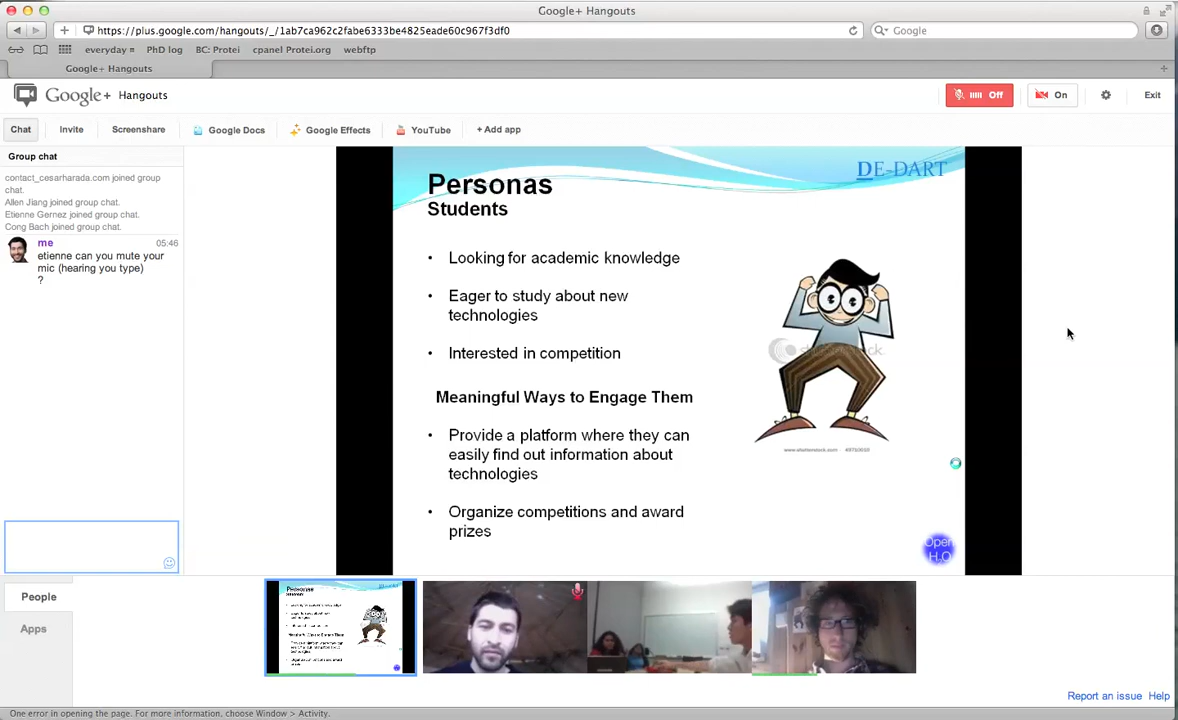 Google+ Hangouts
https://plus.google.com/hangouts/_/1ab7ca962c2fabe6333be4825eade60c967f3df0
Google
everyday
PhD log
BC: Protei
cpanel Protei.org
webftp
Google+ Hangouts
Google+ Hangouts
Off
On
Exit
Chat
Invite
Screenshare
Google Docs
Google Effects
YouTube
+ Add app
Group chat
contact_cesarharada.com joined group
chat.
Allen Jiang joined group chat.
Etienne Gernez joined group chat.
Cong Bach joined group chat.
me 05:46
etienne can you mute your
mic (hearing you type)
?
DE-DART
Personas
Students
• Looking for academic knowledge
• Eager to study about new
technologies
• Interested in competition
Meaningful Ways to Engage Them
• Provide a platform where they can
easily find out information about
technologies
• Organize competitions and award
prizes
www.shutterstock.com
Open
H2O
People
Apps
Personas
Report an issue Help
One error in opening the page. For more information, choose Window > Activity.